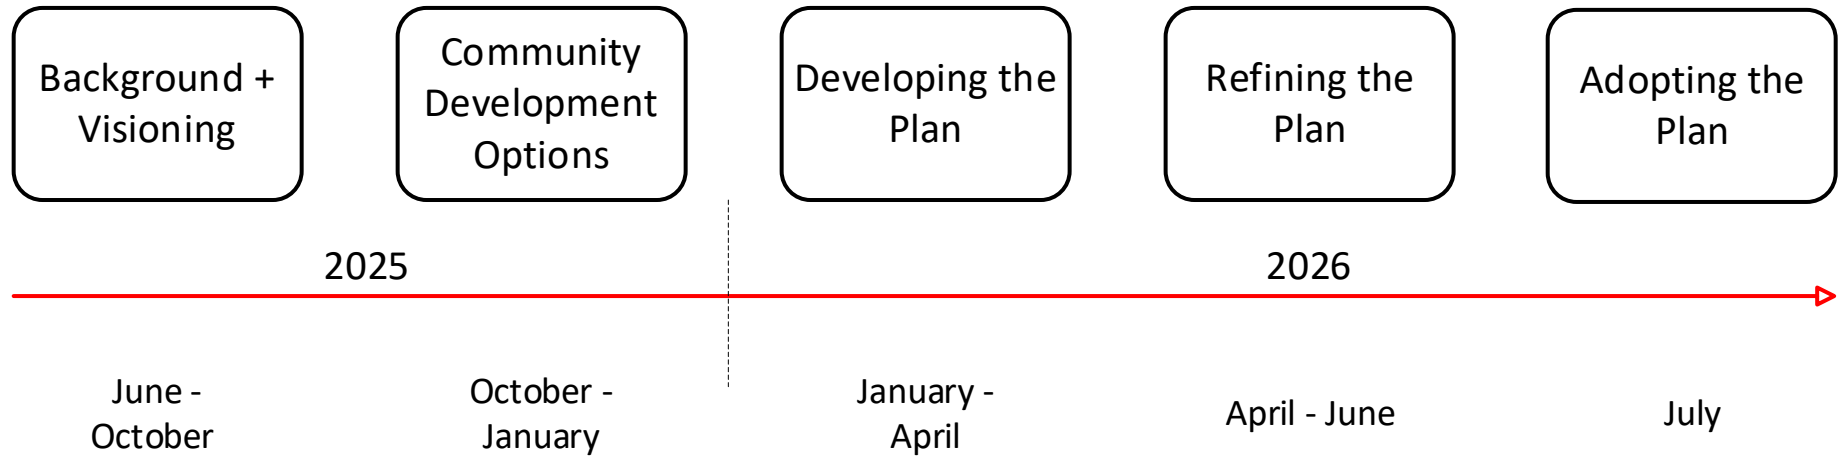 Background +
Visioning
Community
Development
Options
Developing the
Plan
Refining the
Plan
Adopting the
Plan
2025
2026
June -
October
October -
January
January -
April
April - June
July